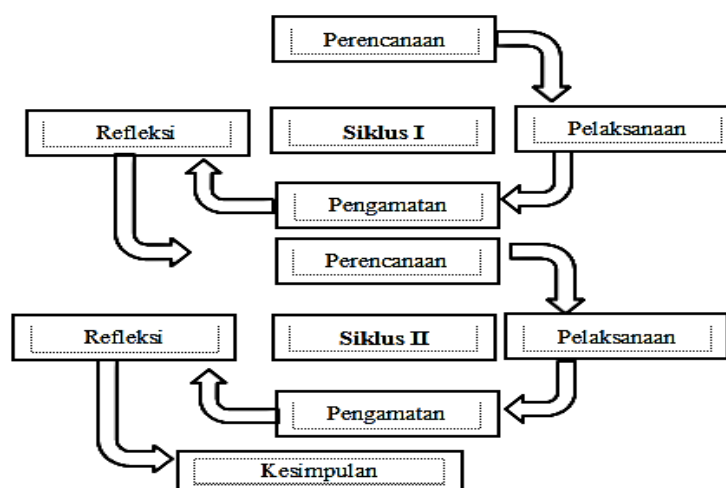 Perencanaan
Refleksi
Siklus I
Pelaksanaan
Pengamatan
Perencanaan
Refleksi
Siklus II
Pelaksanaan
Pengamatan
Kesimpulan